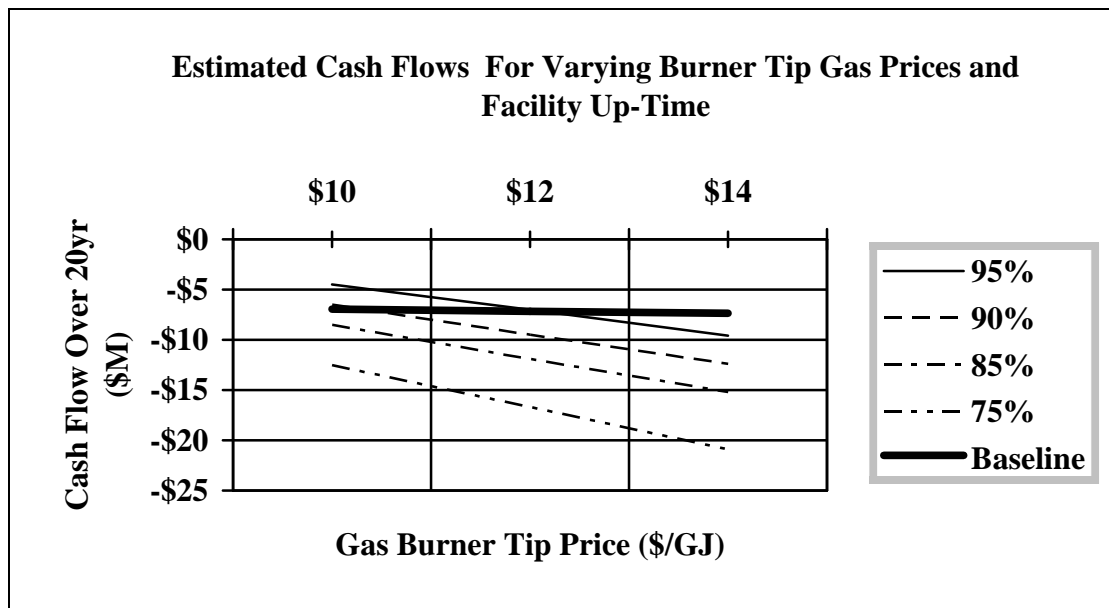 Estimated Cash Flows For Varying Burner Tip Gas Prices and
Facility Up-Time
$10 $12 $14
Cash Flow Over 20yr
($M)
$0
-$5
-$10
-$15
-$20
-$25
Gas Burner Tip Price ($/GJ)
95%
90%
85%
75%
Baseline